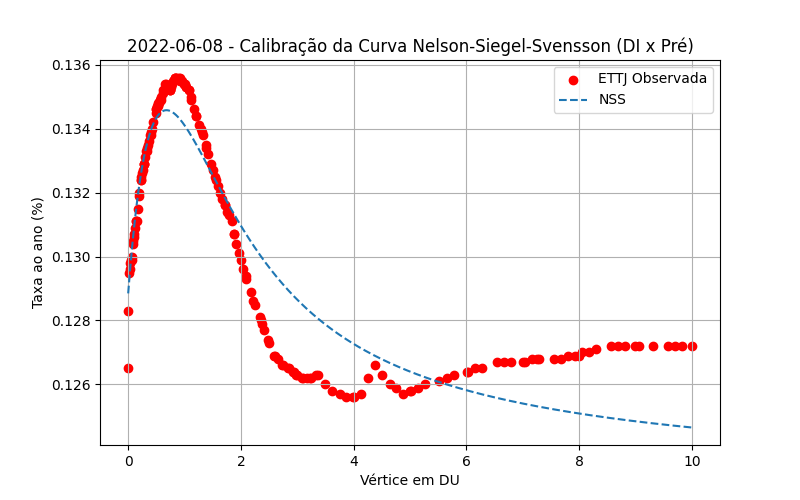 2022-06-08 - Calibração da Curva Nelson-Siegel-Svensson (DI x Pré)
ETTJ Observada
NSS
Taxa ao ano (%)
0.136
0.134
0.132
0.130
0.128
0.126
0
2
4
6
8
10
Vértice em DU